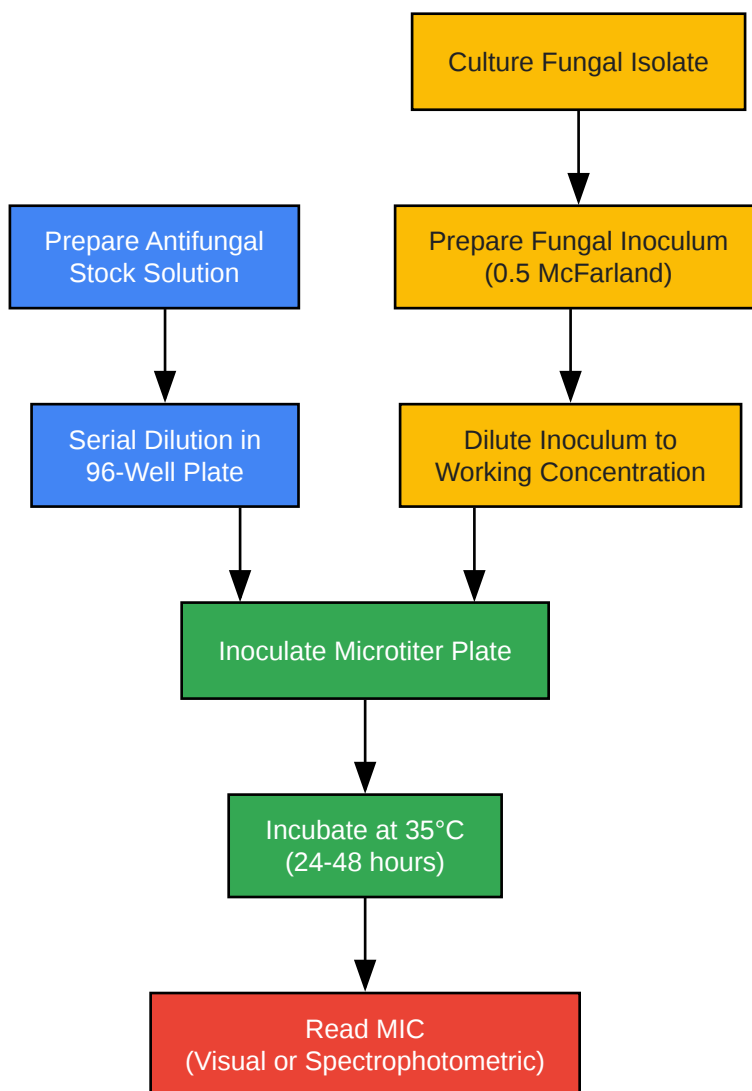 Culture Fungal Isolate
Prepare Antifungal
Stock Solution
Prepare Fungal Inoculum
(0.5 McFarland)
Serial Dilution in
96-Well Plate
Dilute Inoculum to
Working Concentration
Inoculate Microtiter Plate
Incubate at 35°C
(24-48 hours)
Read MIC
(Visual or Spectrophotometric)